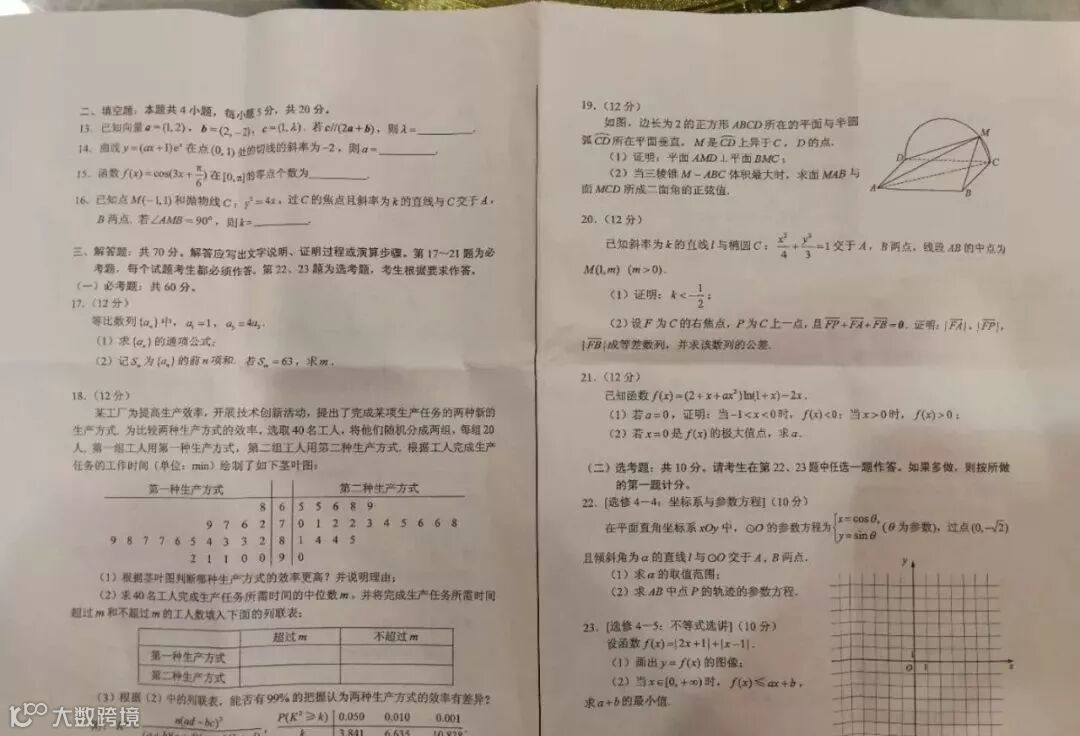 二、填空题：本题共4小题，每小题5分，共20分。
13. 已知向量a=(1,2)，b=(2,-2)，c=(1,λ). 若c//(2a+b)，则λ=________.
14. 曲线y=(ax+1)eˣ在点(0,1)处的切线的斜率为-2，则a=________.
15. 函数f(x)=cos(3x+π/6)在[0,π]的零点个数为________.
16. 已知点M(-1,1)和抛物线C：y²=4x，过C的焦点且斜率为k的直线与C交于A，
B两点. 若∠AMB=90°，则k=________.
三、解答题：共70分。解答应写出文字说明、证明过程或演算步骤。第17～21题为必
考题，每个试题考生都必须作答。第22、23题为选考题，考生根据要求作答。
（一）必考题：共60分。
17.（12分）
等比数列{aₙ}中，a₁=1，a₅=4a₃.
（1）求{aₙ}的通项公式；
（2）记Sₙ为{aₙ}的前n项和. 若Sₘ=63，求m.
18.（12分）
某工厂为提高生产效率，开展技术创新活动，提出了完成某项生产任务的两种新的
生产方式. 为比较两种生产方式的效率，选取40名工人，将他们随机分成两组，每组20
人. 第一组工人用第一种生产方式，第二组工人用第二种生产方式. 根据工人完成生产
任务的工作时间（单位：min）绘制了如下茎叶图：
第一种生产方式 第二种生产方式
8 6 5 5 6 8 9
9 7 6 2 7 0 1 2 2 3 4 5 6 6 8
9 8 7 7 6 5 4 3 3 2 8 1 4 4 5
2 1 1 0 0 9 0
（1）根据茎叶图判断哪种生产方式的效率更高？并说明理由；
（2）求40名工人完成生产任务所需时间的中位数m，并将完成生产任务所需时间
超过m和不超过m的工人数填入下面的列联表：
超过m 不超过m
第一种生产方式
第二种生产方式
（3）根据（2）中的列联表，能否有99%的把握认为两种生产方式的效率有差异？
n(ad-bc)² P(K²≥k) 0.050 0.010 0.001
k 3.841 6.635 10.828
大数跨境
19.（12分）
如图，边长为2的正方形ABCD所在的平面与半圆
弧CD所在平面垂直，M是CD上异于C，D的点.
（1）证明：平面AMD⊥平面BMC；
（2）当三棱锥M-ABC体积最大时，求面MAB与
面MCD所成二面角的正弦值.
M
D
C
A
B
20.（12分）
已知斜率为k的直线l与椭圆C：x²/4+y²/3=1交于A，B两点，线段AB的中点为
M(1,m)（m>0）.
（1）证明：k<-1/2；
（2）设F为C的右焦点，P为C上一点，且FP+FA+FB=0. 证明：|FA|，|FP|，
|FB|成等差数列，并求该数列的公差.
21.（12分）
已知函数f(x)=(2+x+ax²)ln(1+x)-2x.
（1）若a=0，证明：当-1<x<0时，f(x)<0；当x>0时，f(x)>0；
（2）若x=0是f(x)的极大值点，求a.
（二）选考题：共10分。请考生在第22、23题中任选一题作答。如果多做，则按所做
的第一题计分。
22. [选修4-4：坐标系与参数方程]（10分）
在平面直角坐标系xOy中，⊙O的参数方程为{x=cosθ, y=sinθ（θ为参数），过点(0,-√2)
且倾斜角为α的直线l与⊙O交于A，B两点.
（1）求α的取值范围；
（2）求AB中点P的轨迹的参数方程.
23. [选修4-5：不等式选讲]（10分）
设函数f(x)=|2x+1|+|x-1|.
（1）画出y=f(x)的图像；
（2）当x∈[0,+∞)时，f(x)≤ax+b，
求a+b的最小值.
y
1
O 1 x